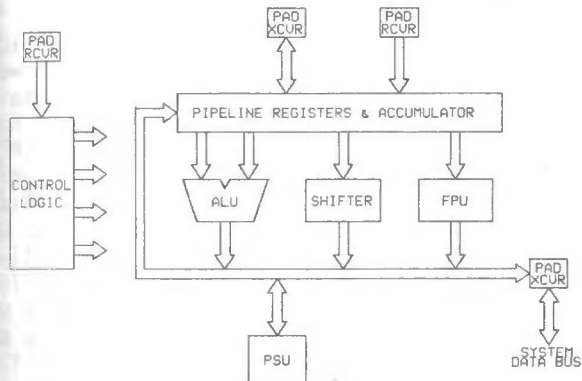 PAD
XCVR
PAD
RCVR
PAD
RCVR
PIPELINE REGISTERS & ACCUMULATOR
CONTROL
LOGIC
ALU
SHIFTER
FPU
PAD
XCVR
PSU
SYSTEM
DATA BUS